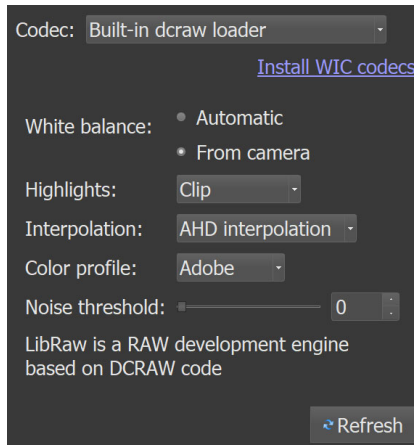 Codec: Built-in dcraw loader
Install WIC codecs
White balance:
Automatic
From camera
Highlights: Clip
Interpolation: AHD interpolation
Color profile: Adobe
Noise threshold: 0
LibRaw is a RAW development engine
based on DCRAW code
Refresh